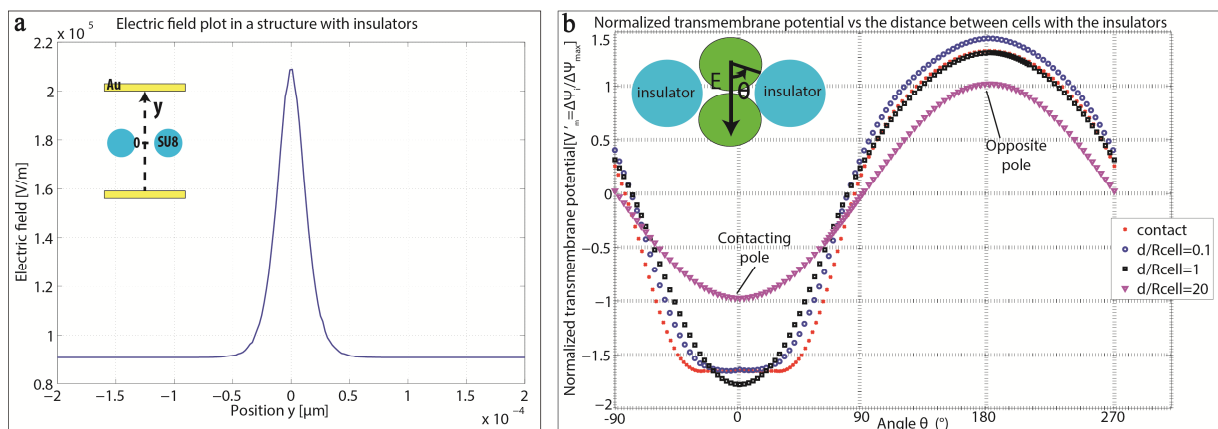 a
Electric field plot in a structure with insulators
x 10 5
2.2
2
1.8
1.6
1.4
1.2
1
0.8
Electric field [V/m]
Au
y
0
SU8
−2 −1.5 −1 −0.5 0 0.5 1 1.5 2
Position y [µm]
x 10 −4
b
Normalized transmembrane potential vs the distance between cells with the insulators
Normalized transmembrane potential[V'm = ΔΨi/ΔΨmax]
1.5
1
0.5
0
−0.5
−1
−1.5
−2
insulator
E
θ
insulator
Opposite
pole
Contacting
pole
contact
d/Rcell=0.1
d/Rcell=1
d/Rcell=20
-90 0 90 180 270
Angle θ (°)